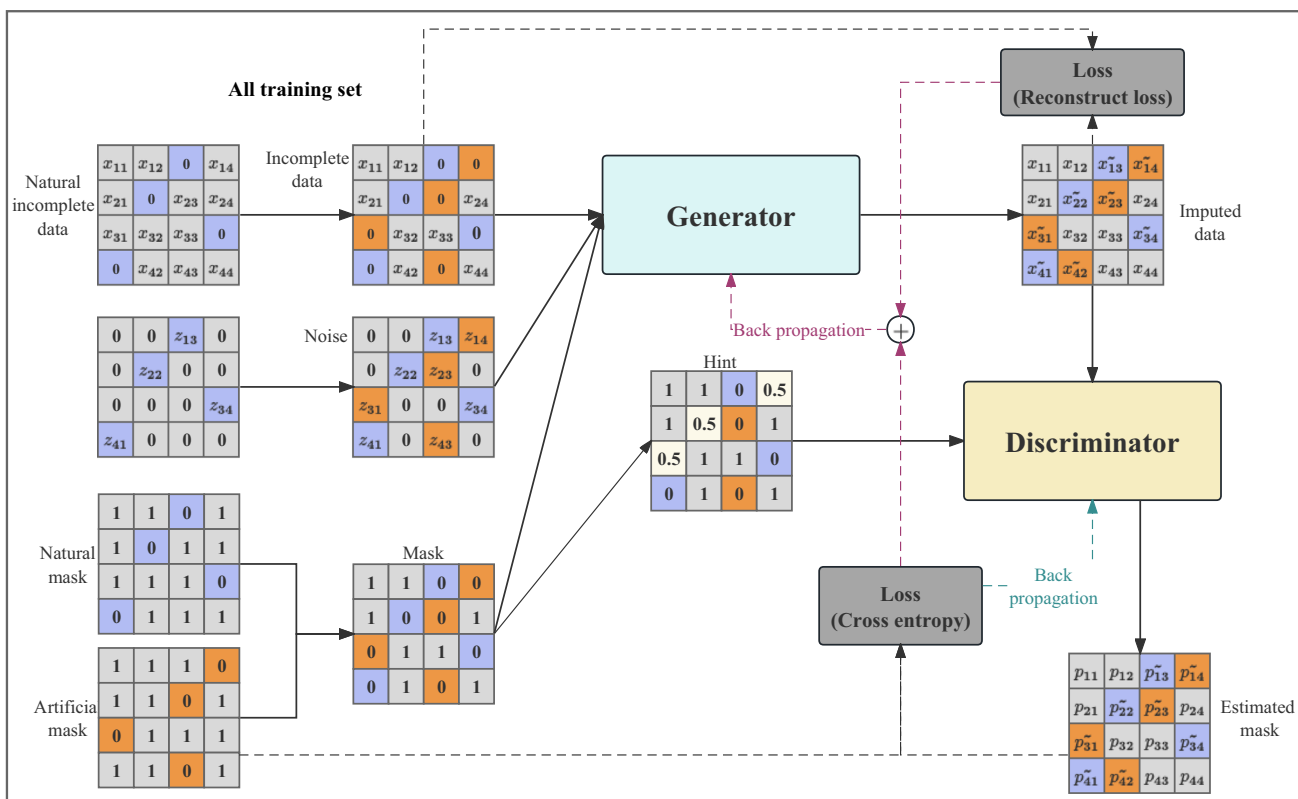 All training set
Loss
(Reconstruct loss)
Natural
incomplete
data
x11 x12 0 x14
x21 0 x23 x24
x31 x32 x33 0
0 x42 x43 x44
Incomplete
data
x11 x12 0 0
x21 0 0 x24
0 x32 x33 0
0 x42 0 x44
Generator
x11 x12 x̃13 x̃14
x21 x̃22 x̃23 x24
x̃31 x32 x33 x̃34
x̃41 x̃42 x43 x44
Imputed
data
0 0 z13 0
0 z22 0 0
0 0 0 z34
z41 0 0 0
Noise
0 0 z13 z14
0 z22 z23 0
z31 0 0 z34
z41 0 z43 0
Back propagation
+
Hint
1 1 0 0.5
1 0.5 0 1
0.5 1 1 0
0 1 0 1
Discriminator
Natural
mask
1 1 0 1
1 0 1 1
1 1 1 0
0 1 1 1
Mask
1 1 0 0
1 0 0 1
0 1 1 0
0 1 0 1
Artificia
mask
1 1 1 0
1 1 0 1
0 1 1 1
1 1 0 1
Loss
(Cross entropy)
Back
propagation
p11 p12 p̃13 p̃14
p21 p̃22 p̃23 p24
p̃31 p32 p33 p̃34
p̃41 p̃42 p43 p44
Estimated
mask